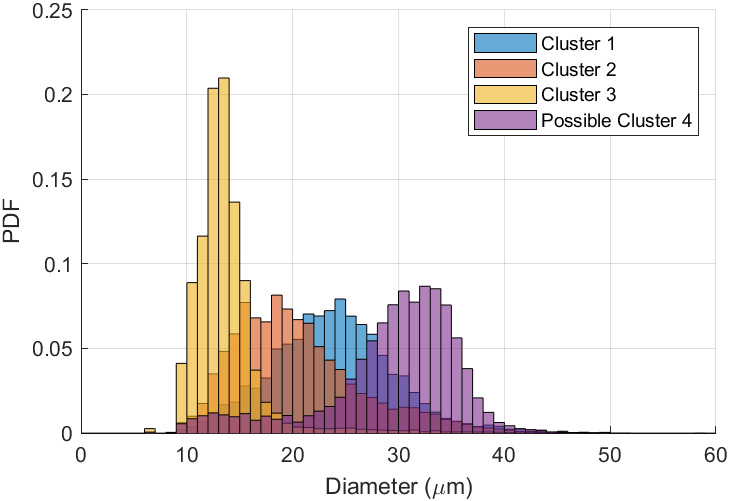 0.25
0.2
0.15
0.1
0.05
0
PDF
Cluster 1
Cluster 2
Cluster 3
Possible Cluster 4
0 10 20 30 40 50 60
Diameter (μm)